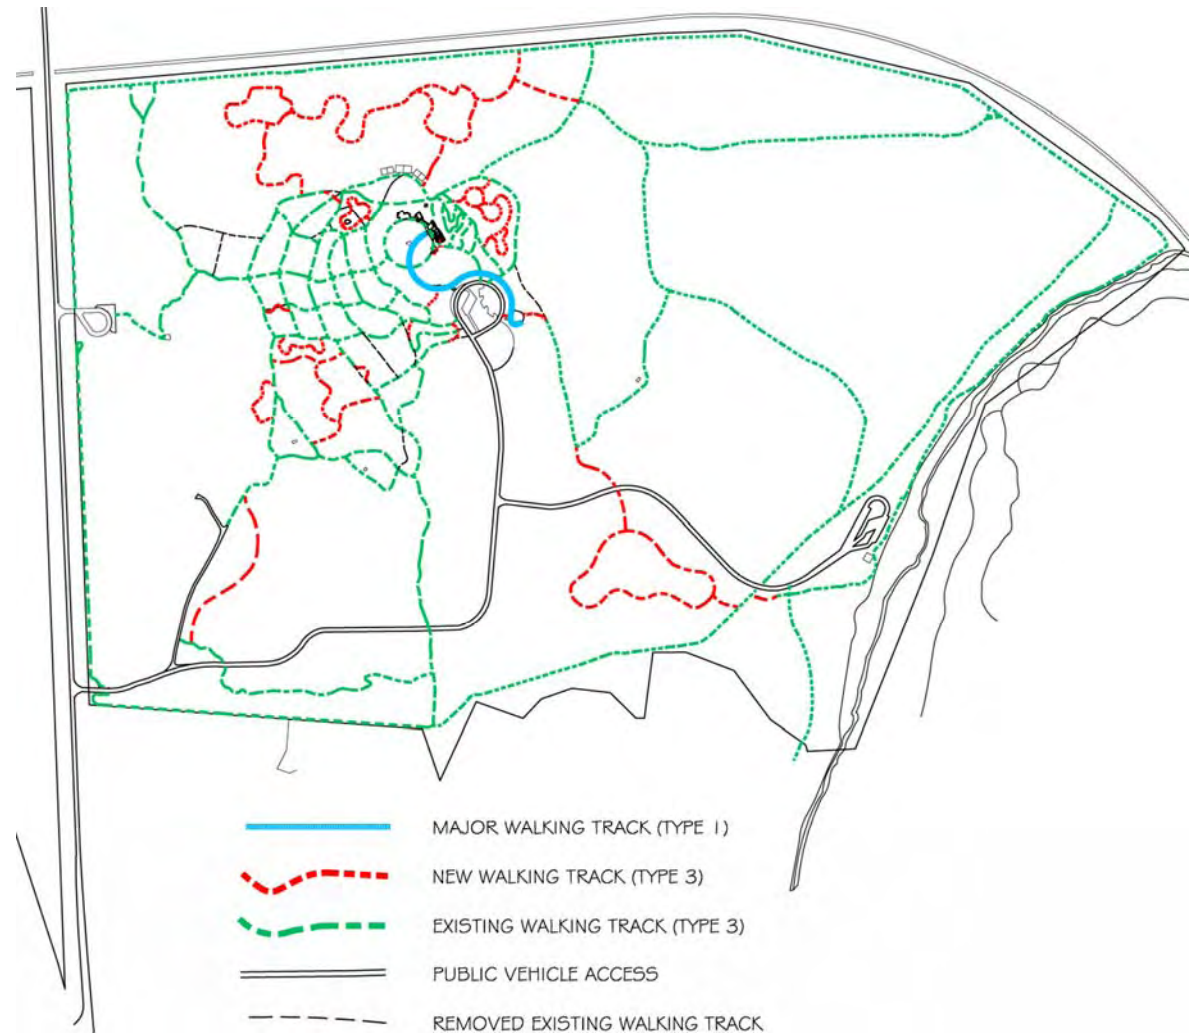 MAJOR WALKING TRACK (TYPE 1)
NEW WALKING TRACK (TYPE 3)
EXISTING WALKING TRACK (TYPE 3)
PUBLIC VEHICLE ACCESS
REMOVED EXISTING WALKING TRACK